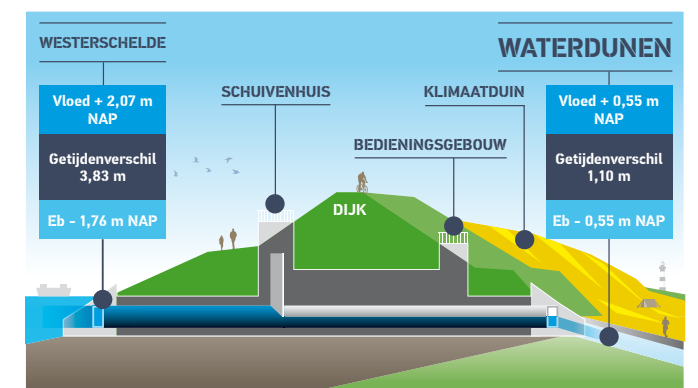 WESTERSCHELDE
Vloed + 2,07 m
NAP
Getijdenverschil
3,83 m
Eb - 1,76 m NAP
SCHUIVENHUIS
DIJK
BEDIENINGSGEBOUW
KLIMAATDUIN
WATERDUNEN
Vloed + 0,55 m
NAP
Getijdenverschil
1,10 m
Eb - 0,55 m NAP